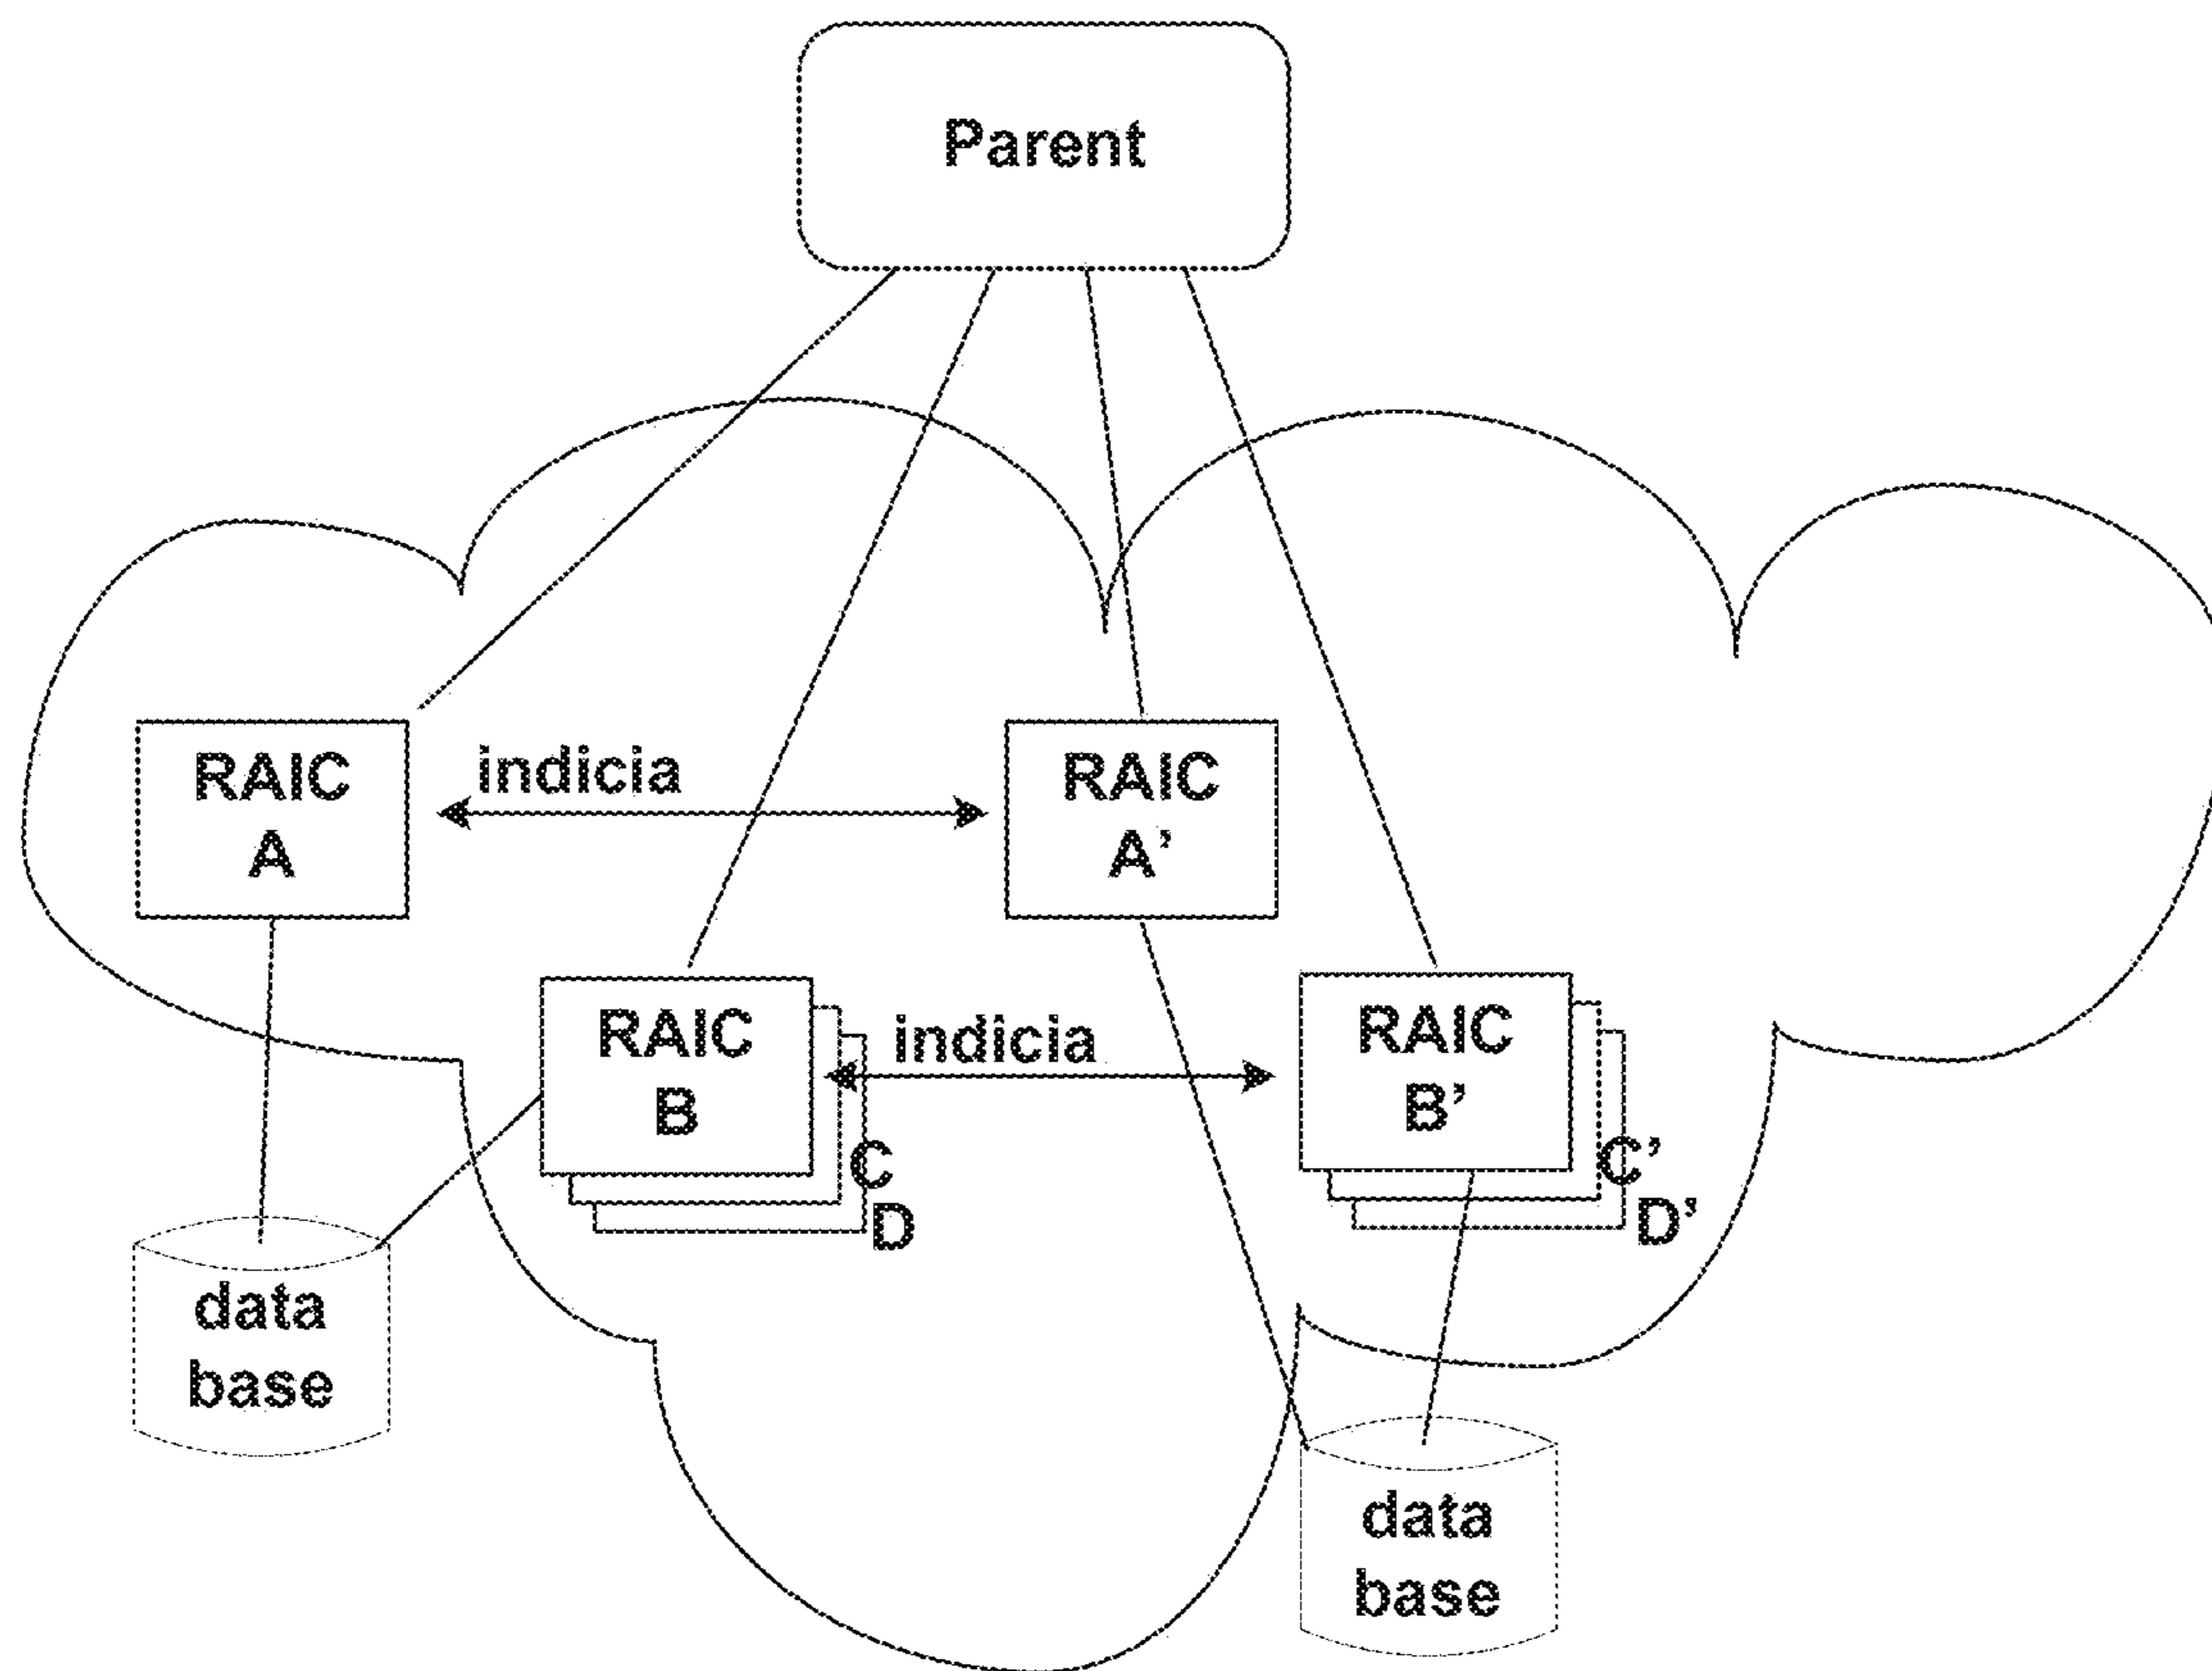 Parent
RAIC
A
indicia
RAIC
A’
RAIC
B
C
D
indicia
RAIC
B’
C’
D’
data
base
data
base